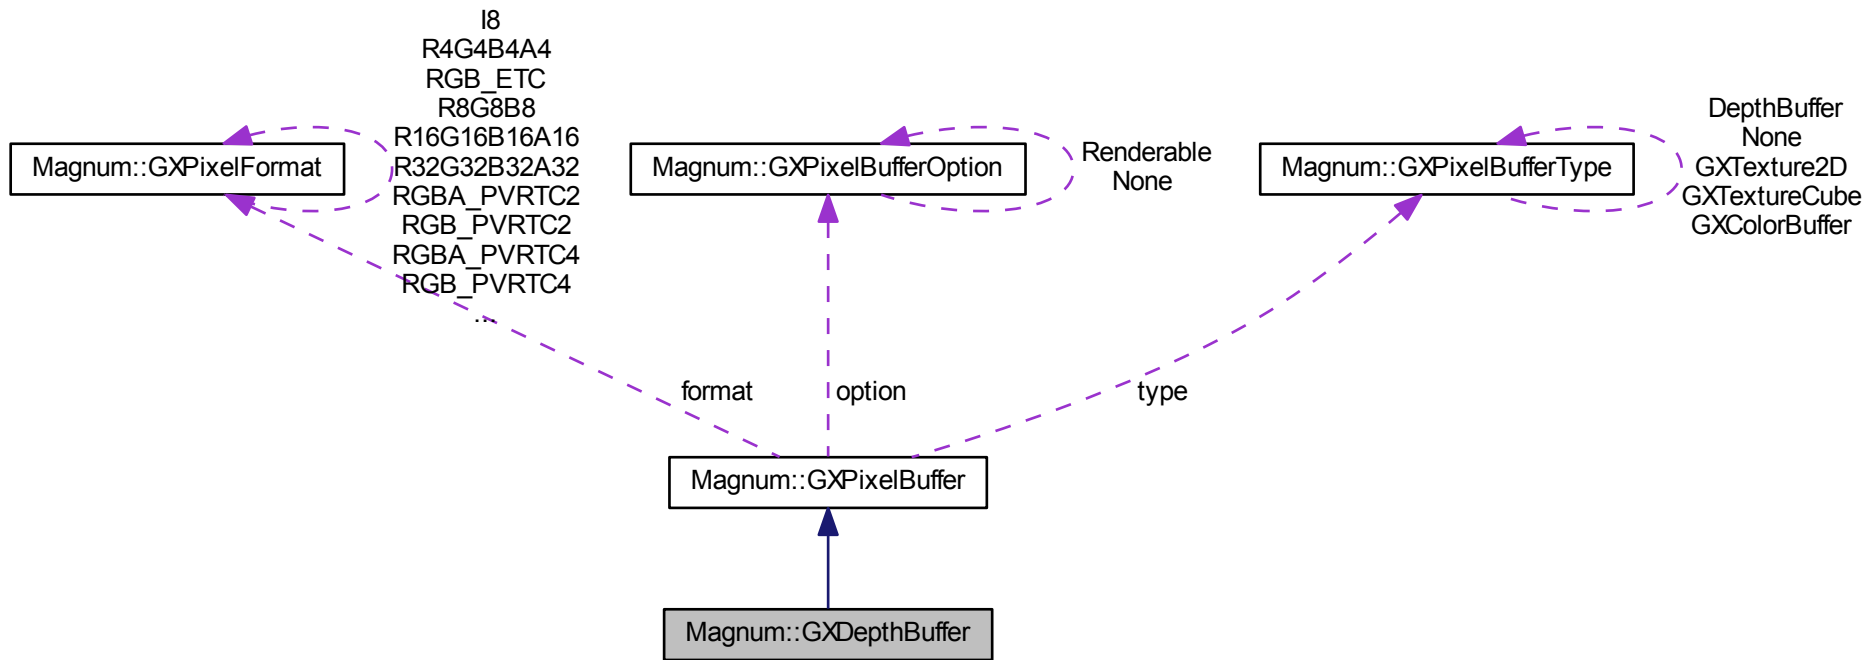 I8
R4G4B4A4
RGB_ETC
R8G8B8
R16G16B16A16
R32G32B32A32
RGBA_PVRTC2
RGB_PVRTC2
RGBA_PVRTC4
RGB_PVRTC4
...
Magnum::GXPixelFormat
Magnum::GXPixelBufferOption
Renderable
None
Magnum::GXPixelBufferType
DepthBuffer
None
GXTexture2D
GXTextureCube
GXColorBuffer
format
option
type
Magnum::GXPixelBuffer
Magnum::GXDepthBuffer